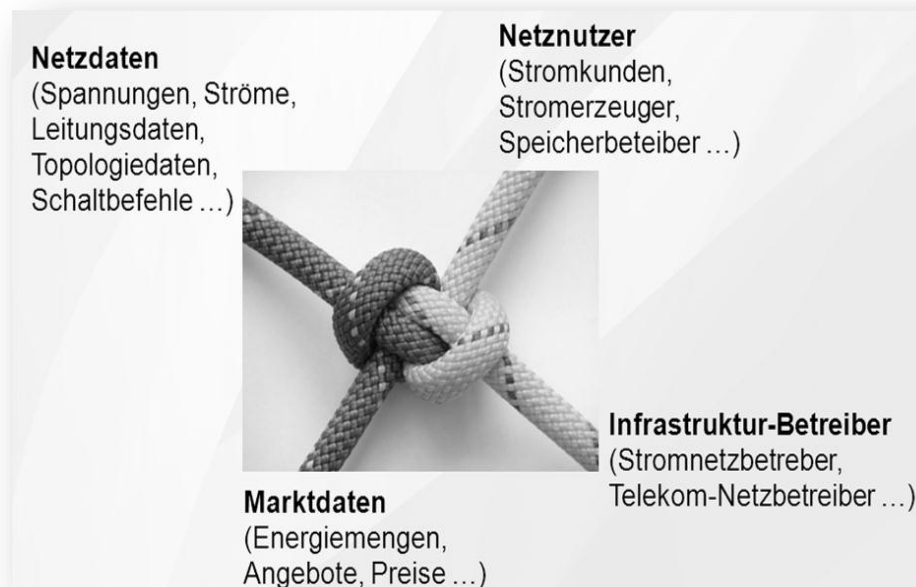 Netzdaten
(Spannungen, Ströme,
Leitungsdaten,
Topologiedaten,
Schaltbefehle ...)
Netznutzer
(Stromkunden,
Stromerzeuger,
Speicherbeteiber ...)
Infrastruktur-Betreiber
(Stromnetzbetreber,
Telekom-Netzbetreiber ...)
Marktdaten
(Energiemengen,
Angebote, Preise ...)